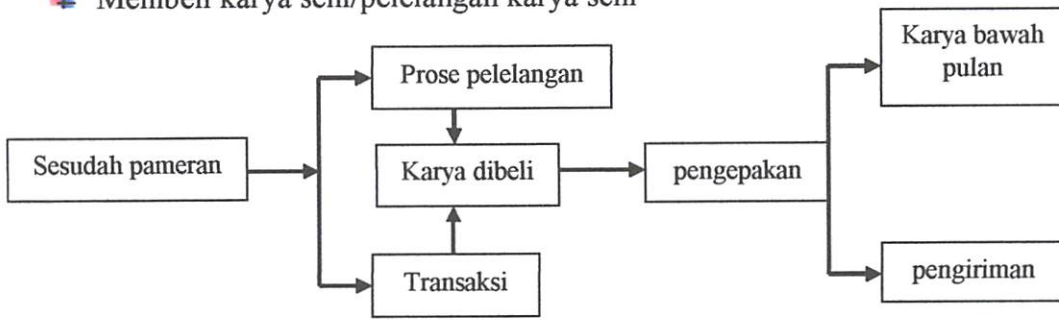 Membeli karya seni/pelelangan karya seni
Karya bawah
pulan
Prose pelelangan
Sesudah pameran
Karya dibeli
pengepakan
Transaksi
pengiriman